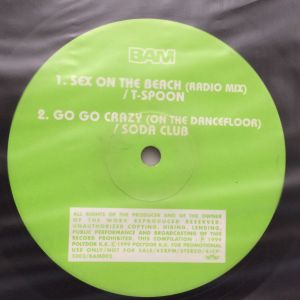 BAM
1. SEX ON THE BEACH (RADIO MIX)
/ T-SPOON
2. GO GO CRAZY (ON THE DANCEFLOOR)
/ SODA CLUB
ALL RIGHTS OF THE PRODUCER AND OF THE OWNER
OF THE WORK REPRODUCED RESERVED.
UNAUTHORIZED COPYING, HIRING, LENDING,
PUBLIC PERFORMANCE AND BROADCASTING OF THIS
RECORD PROHIBITED. THIS COMPILATION : ℗ 1999
POLYDOR K.K. © 1999 POLYDOR K.K. FOR PROMOTIONAL
USE ONLY/NOT FOR SALE/45RPM/STEREO/